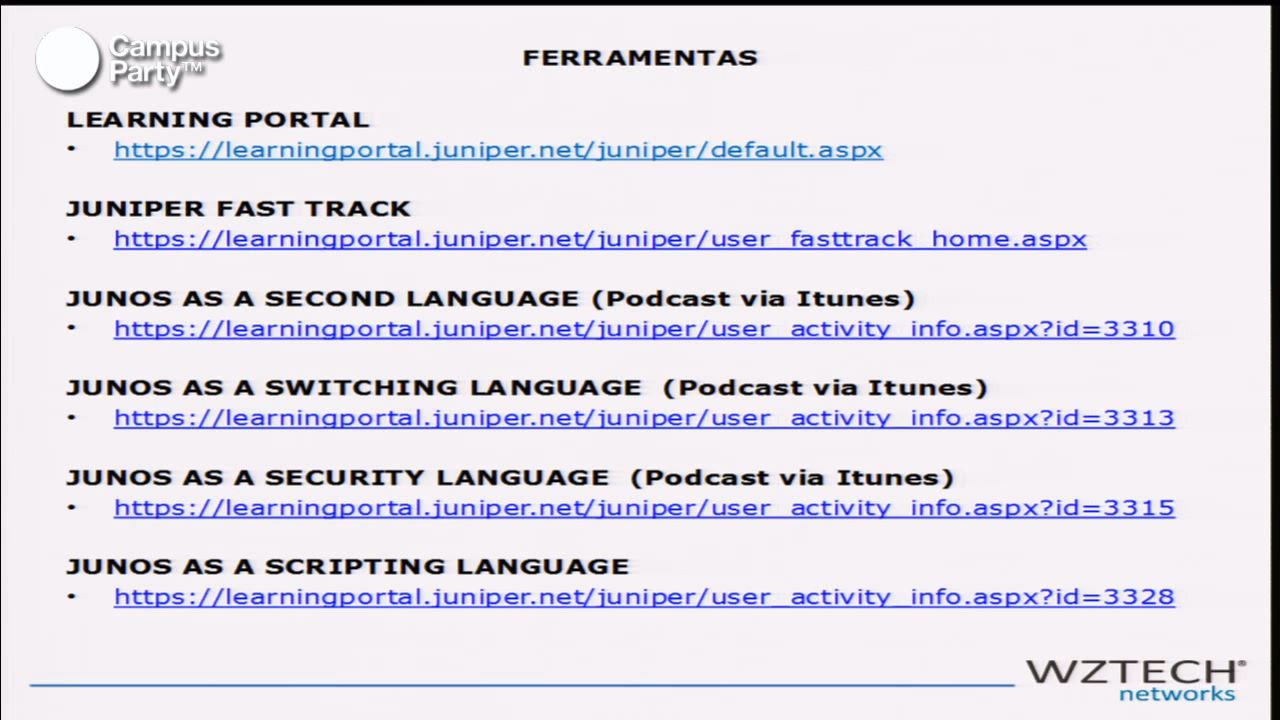 Campus
Party™
FERRAMENTAS
LEARNING PORTAL
• https://learningportal.juniper.net/juniper/default.aspx
JUNIPER FAST TRACK
• https://learningportal.juniper.net/juniper/user_fasttrack_home.aspx
JUNOS AS A SECOND LANGUAGE (Podcast via Itunes)
• https://learningportal.juniper.net/juniper/user_activity_info.aspx?id=3310
JUNOS AS A SWITCHING LANGUAGE (Podcast via Itunes)
• https://learningportal.juniper.net/juniper/user_activity_info.aspx?id=3313
JUNOS AS A SECURITY LANGUAGE (Podcast via Itunes)
• https://learningportal.juniper.net/juniper/user_activity_info.aspx?id=3315
JUNOS AS A SCRIPTING LANGUAGE
• https://learningportal.juniper.net/juniper/user_activity_info.aspx?id=3328
WZTECH®
networks